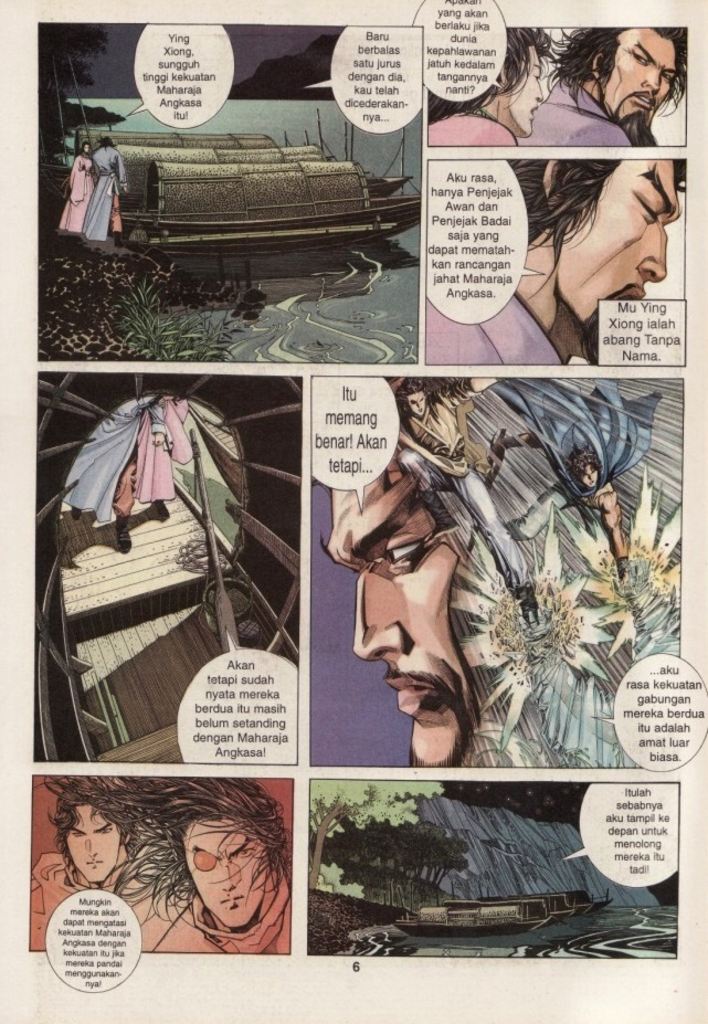 Ying
Xiong,
sungguh
tinggi kekuatan
Maharaja
Angkasa
itu!
Baru
berbalas
satu jurus
dengan dia,
kau telah
dicederakan-
nya...
Apakah
yang akan
berlaku jika
dunia
kepahlawanan
jatuh kedalam
tangannya
nanti?
Aku rasa,
hanya Penjejak
Awan dan
Penjejak Badai
saja yang
dapat mematah-
kan rancangan
jahat Maharaja
Angkasa.
Mu Ying
Xiong ialah
abang Tanpa
Nama.
Akan
tetapi sudah
nyata mereka
berdua itu masih
belum setanding
dengan Maharaja
Angkasa!
Itu
memang
benar! Akan
tetapi...
...aku
rasa kekuatan
gabungan
mereka berdua
itu adalah
amat luar
biasa.
Mungkin
mereka akan
dapat mengatasi
kekuatan Maharaja
Angkasa dengan
kekuatan itu jika
mereka pandai
menggunakan-
nya!
Itulah
sebabnya
aku tampil ke
depan untuk
menolong
mereka itu
tadi!
6